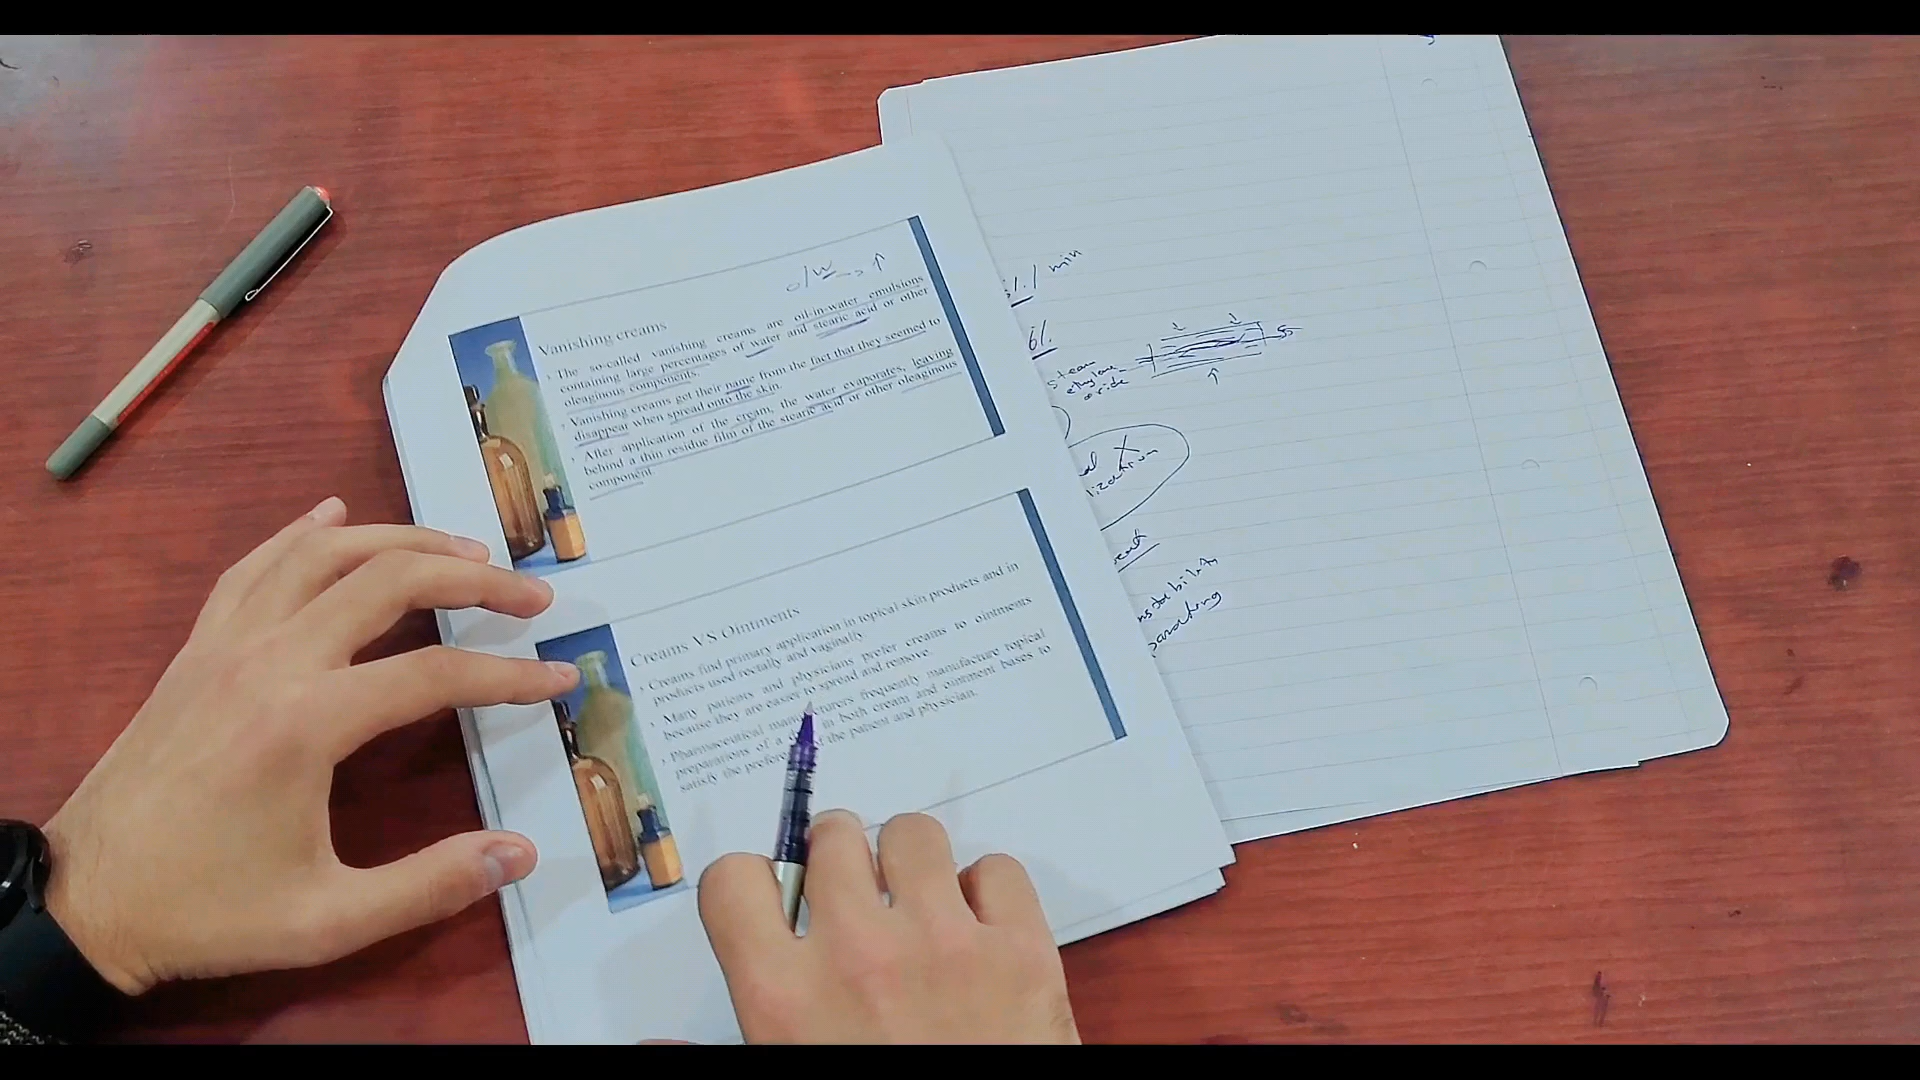 o/w --> ↑
Vanishing creams
› The so-called vanishing creams are oil-in-water emulsions
containing large percentages of water and stearic acid or other
oleaginous components.
› Vanishing creams get their name from the fact that they seemed to
disappear when spread onto the skin.
› After application of the cream, the water evaporates, leaving
behind a thin residue film of the stearic acid or other oleaginous
component.
Creams VS Ointments
› Creams find primary application in topical skin products and in
products used rectally and vaginally
› Many patients and physicians prefer creams to ointments
because they are easier to spread and remove.
› Pharmaceutical manufacturers frequently manufacture topical
preparations of a in both cream and ointment bases to
satisfy the the patient and physician.
%/ min
6%
steam
ethylene
oxide